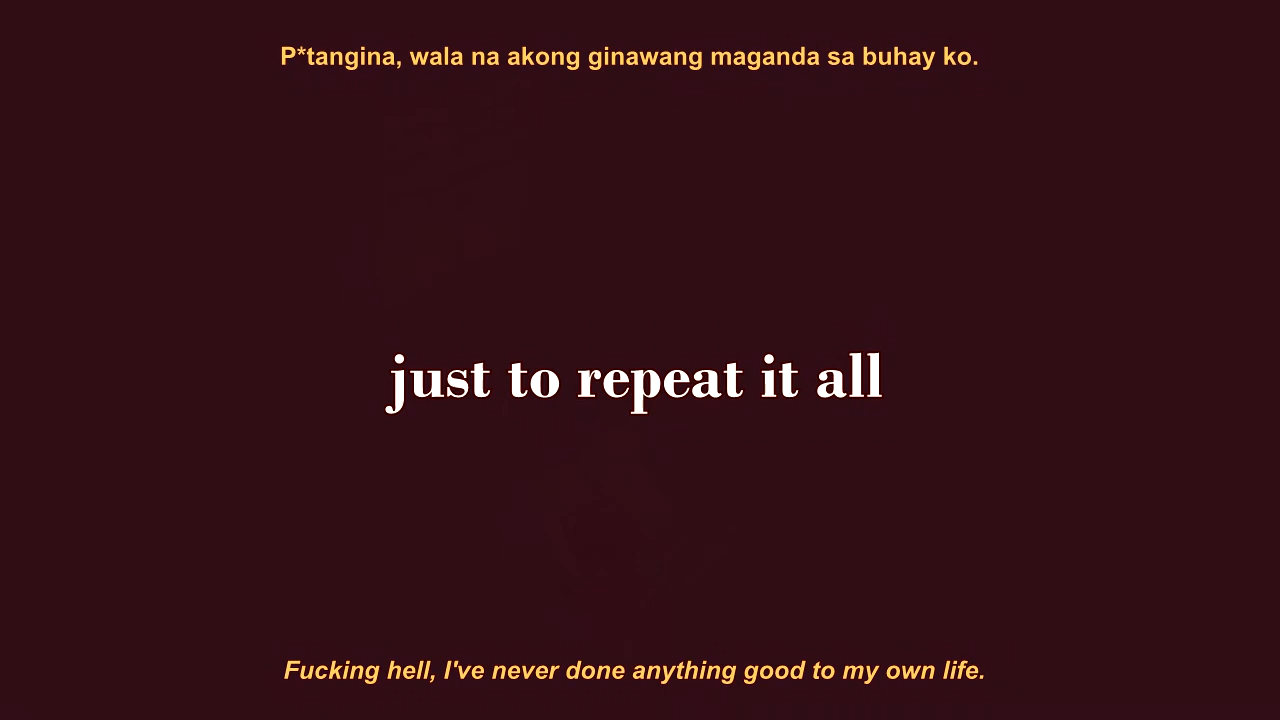 P*tangina, wala na akong ginawang maganda sa buhay ko.
just to repeat it all
Fucking hell, I've never done anything good to my own life.